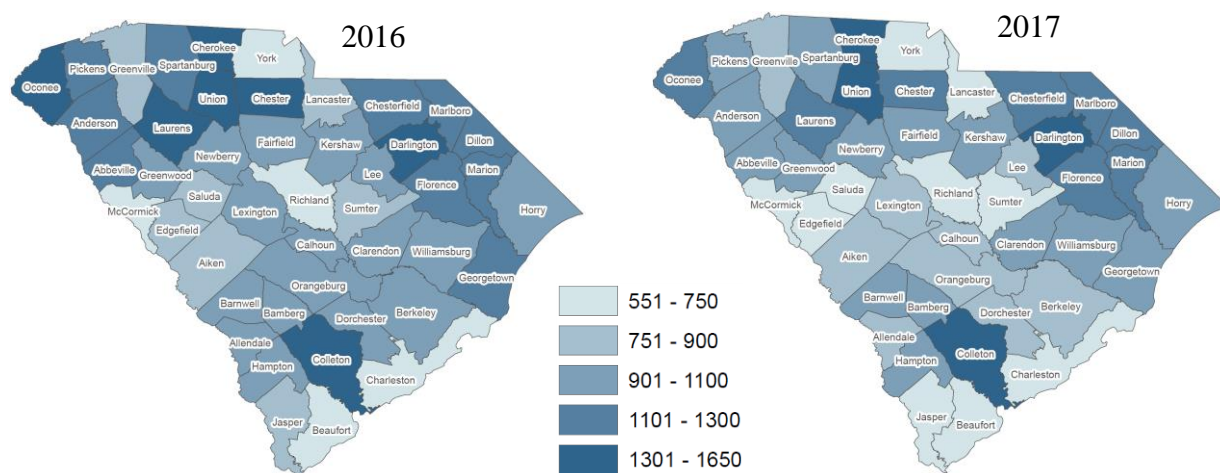 2016
Cherokee
York
Pickens
Greenville
Spartanburg
Oconee
Union
Chester
Lancaster
Chesterfield
Marlboro
Anderson
Laurens
Dillon
Fairfield
Kershaw
Darlington
Abbeville
Newberry
Marion
Greenwood
Lee
Florence
Saluda
Richland
McCormick
Lexington
Sumter
Horry
Edgefield
Calhoun
Clarendon
Williamsburg
Aiken
Georgetown
Orangeburg
Barnwell
Bamberg
Berkeley
Dorchester
Allendale
Colleton
Hampton
Charleston
Jasper
Beaufort
551 - 750
751 - 900
901 - 1100
1101 - 1300
1301 - 1650
2017
Cherokee
York
Pickens
Greenville
Spartanburg
Oconee
Union
Chester
Lancaster
Chesterfield
Marlboro
Anderson
Laurens
Dillon
Fairfield
Kershaw
Darlington
Abbeville
Newberry
Marion
Greenwood
Lee
Florence
Saluda
Richland
McCormick
Lexington
Sumter
Horry
Edgefield
Calhoun
Clarendon
Williamsburg
Aiken
Georgetown
Orangeburg
Barnwell
Bamberg
Berkeley
Dorchester
Allendale
Colleton
Hampton
Charleston
Jasper
Beaufort